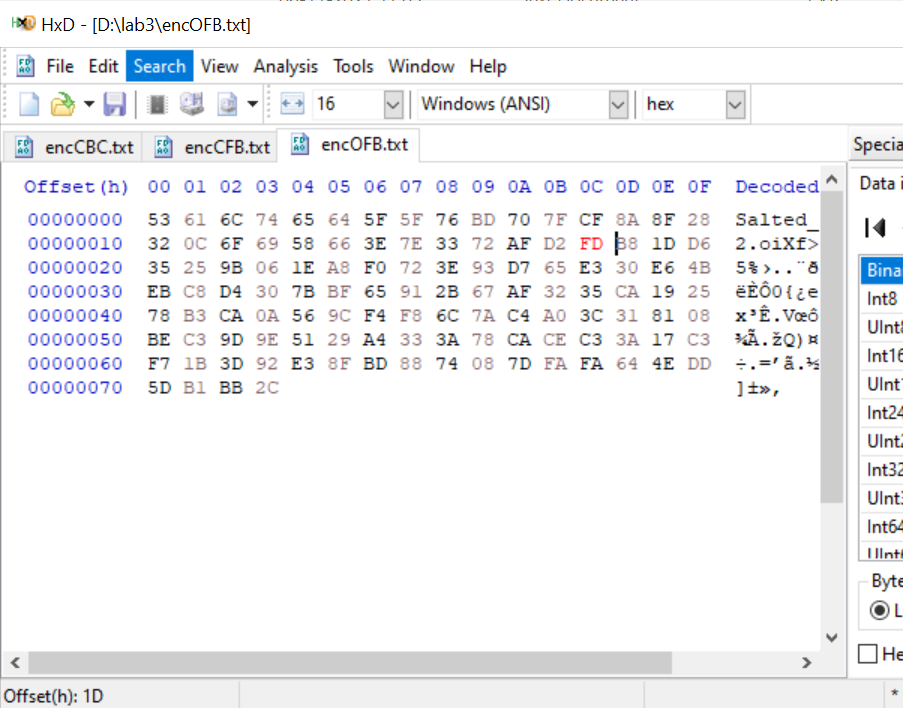 HxD - [D:\lab3\encOFB.txt]
File Edit Search View Analysis Tools Window Help
16 Windows (ANSI) hex
encCBC.txt encCFB.txt encOFB.txt
Offset(h) 00 01 02 03 04 05 06 07 08 09 0A 0B 0C 0D 0E 0F Decoded
00000000 53 61 6C 74 65 64 5F 5F 76 BD 70 7F CF 8A 8F 28 Salted_
00000010 32 0C 6F 69 58 66 3E 7E 33 72 AF D2 FD B8 1D D6 2.oiXf>
00000020 35 25 9B 06 1E A8 F0 72 3E 93 D7 65 E3 30 E6 4B 5%›..¨ð
00000030 EB C8 D4 30 7B BF 65 91 2B 67 AF 32 35 CA 19 25 ëÈÔ0{¿e
00000040 78 B3 CA 0A 56 9C F4 F8 6C 7A C4 A0 3C 31 81 08 x³Ê.Vœô
00000050 BE C3 9D 9E 51 29 A4 33 3A 78 CA CE C3 3A 17 C3 ¾Ã.žQ)¤
00000060 F7 1B 3D 92 E3 8F BD 88 74 08 7D FA FA 64 4E DD ÷.=’ã.½
00000070 5D B1 BB 2C ]±»,
Specia
Data i
Bina
Int8
UInt8
Int16
UInt1
Int24
UInt2
Int32
UInt3
Int64
UInt6
Byte
L
He
Offset(h): 1D *